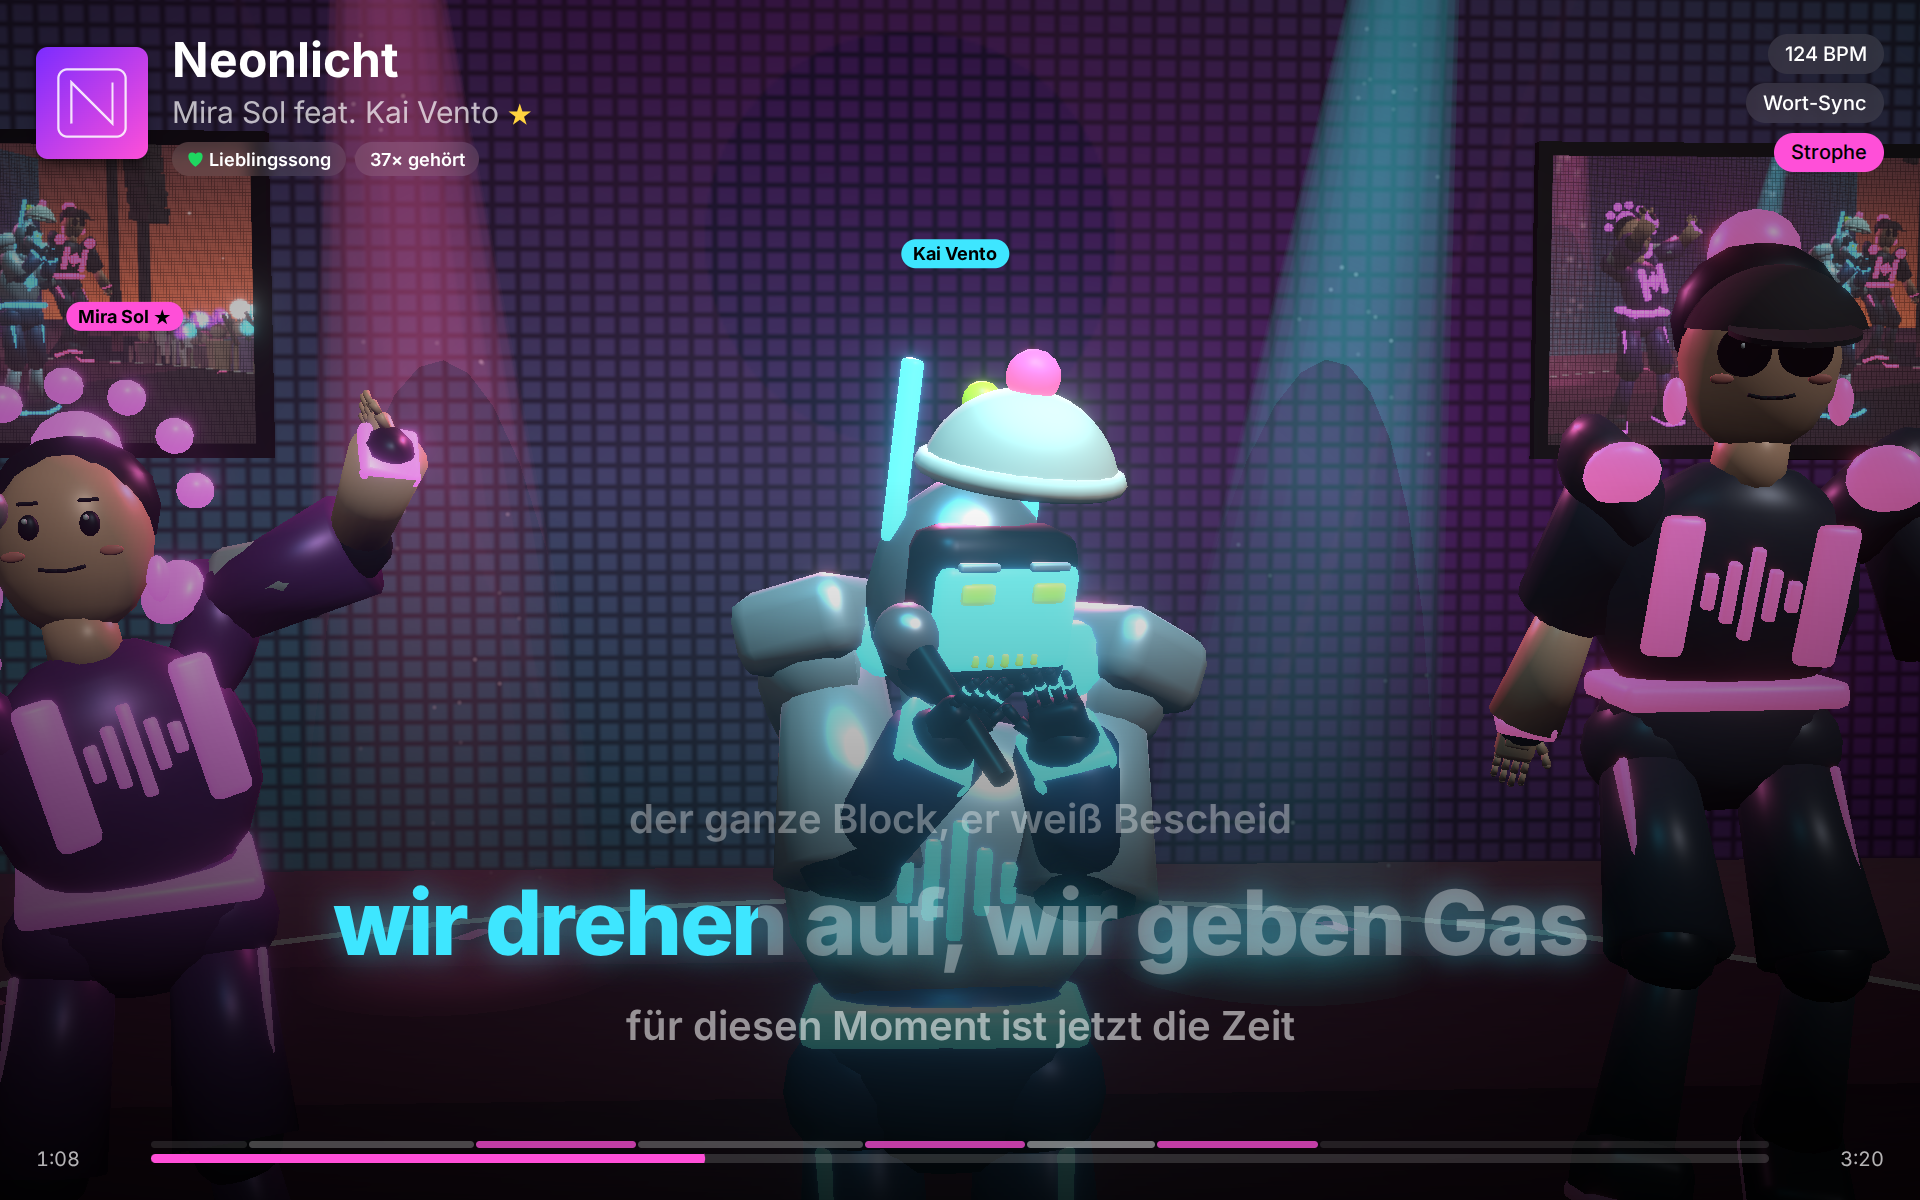 N
Neonlicht
Mira Sol feat. Kai Vento ★
Lieblingssong
37× gehört
124 BPM
Wort-Sync
Strophe
Kai Vento
Mira Sol ★
M
M
M
der ganze Block, er weiß Bescheid
wir drehen auf, wir geben Gas
für diesen Moment ist jetzt die Zeit
1:08
3:20